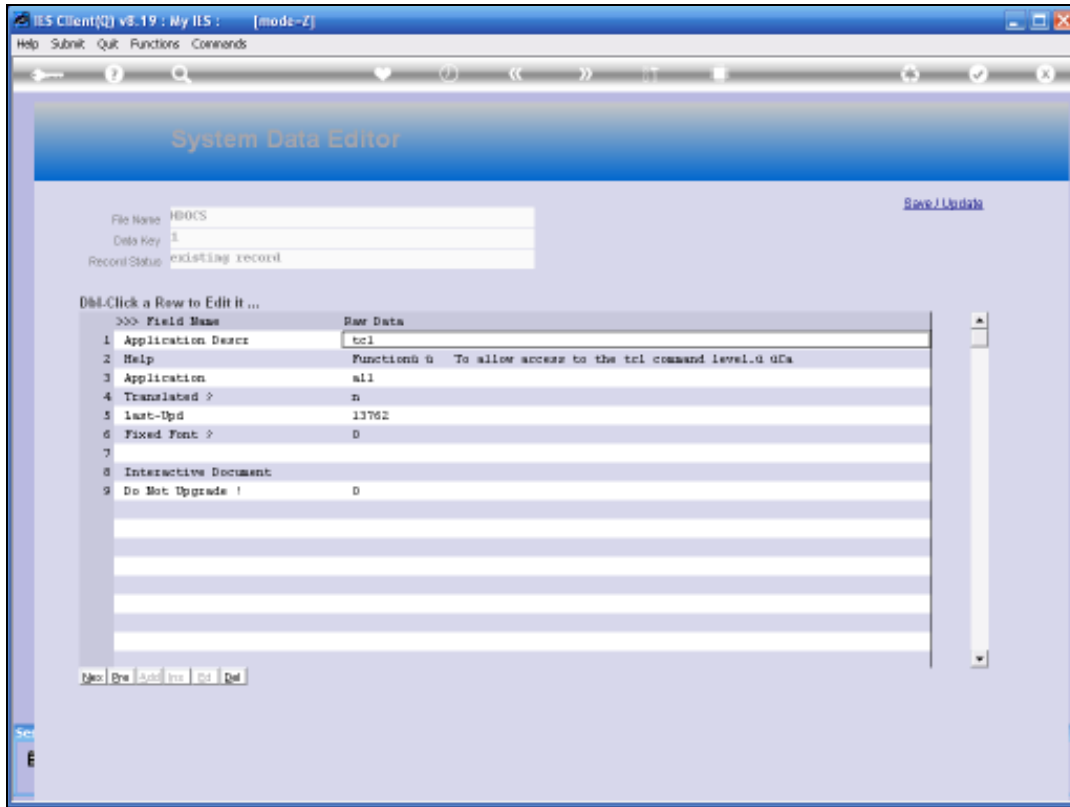 IES Client(Q) v8.19 : My IES : [mode-Z]
Help Submit Quit Functions Commands
System Data Editor
Save / Update
File Name HDOCS
Data Key 1
Record Status existing record
Dbl-Click a Row to Edit it ...
>>> Field Name Raw Data
1 Application Descr tcl
2 Help Functionü ü To allow access to the tcl command level.ü üCa
3 Application all
4 Translated ? n
5 last-Upd 13762
6 Fixed Font ? 0
7
8 Interactive Document
9 Do Not Upgrade ! 0
Nex Pre Add Ins Ed Del